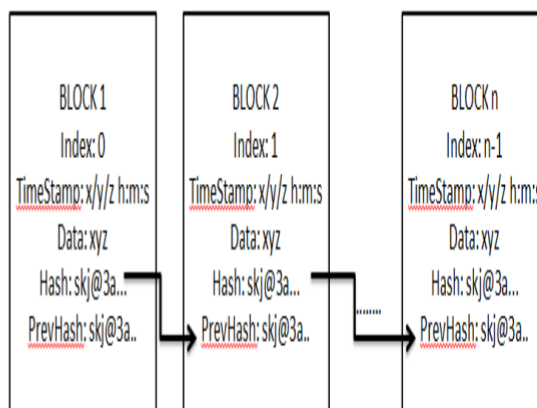 BLOCK 1
Index: 0
TimeStamp: x/y/z h:m:s
Data: xyz
Hash: skj@3a...
PrevHash: skj@3a..
BLOCK 2
Index: 1
TimeStamp: x/y/z h:m:s
Data: xyz
Hash: skj@3a...
PrevHash: skj@3a..
........
BLOCK n
Index: n-1
TimeStamp: x/y/z h:m:s
Data: xyz
Hash: skj@3a...
PrevHash: skj@3a..